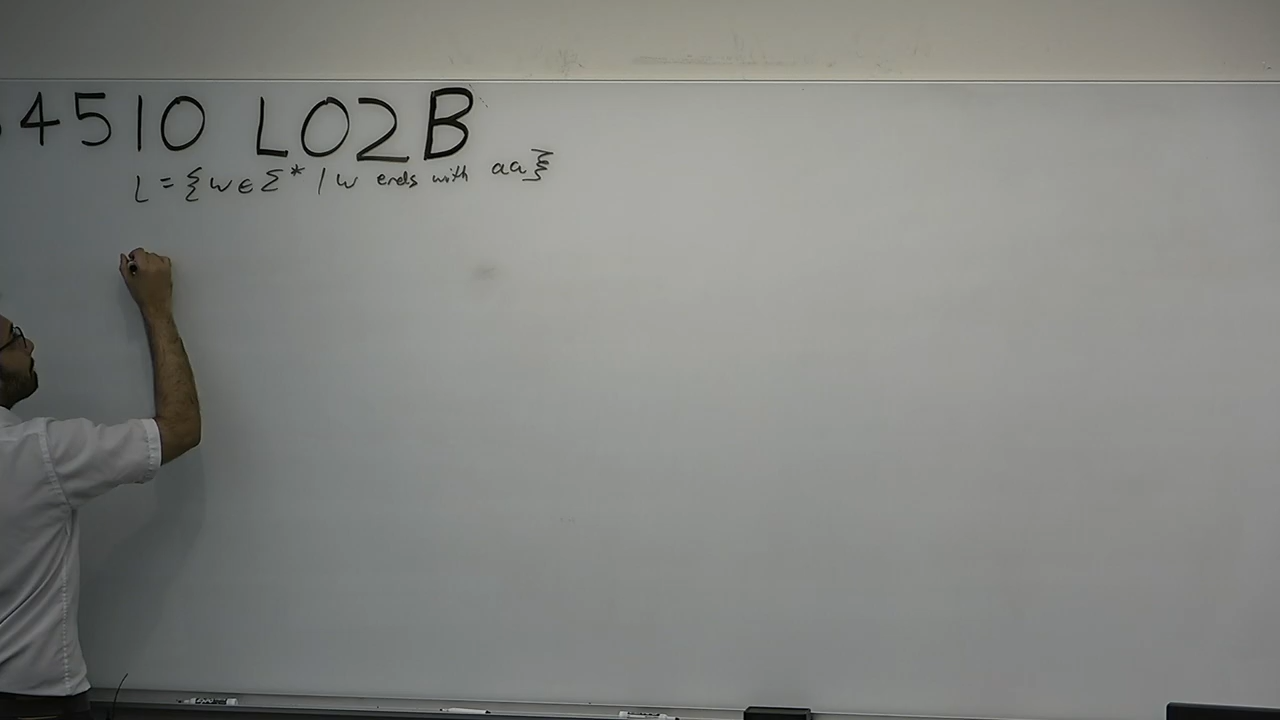 4510 L02B
L = {w ∈ Σ* | w ends with aa}